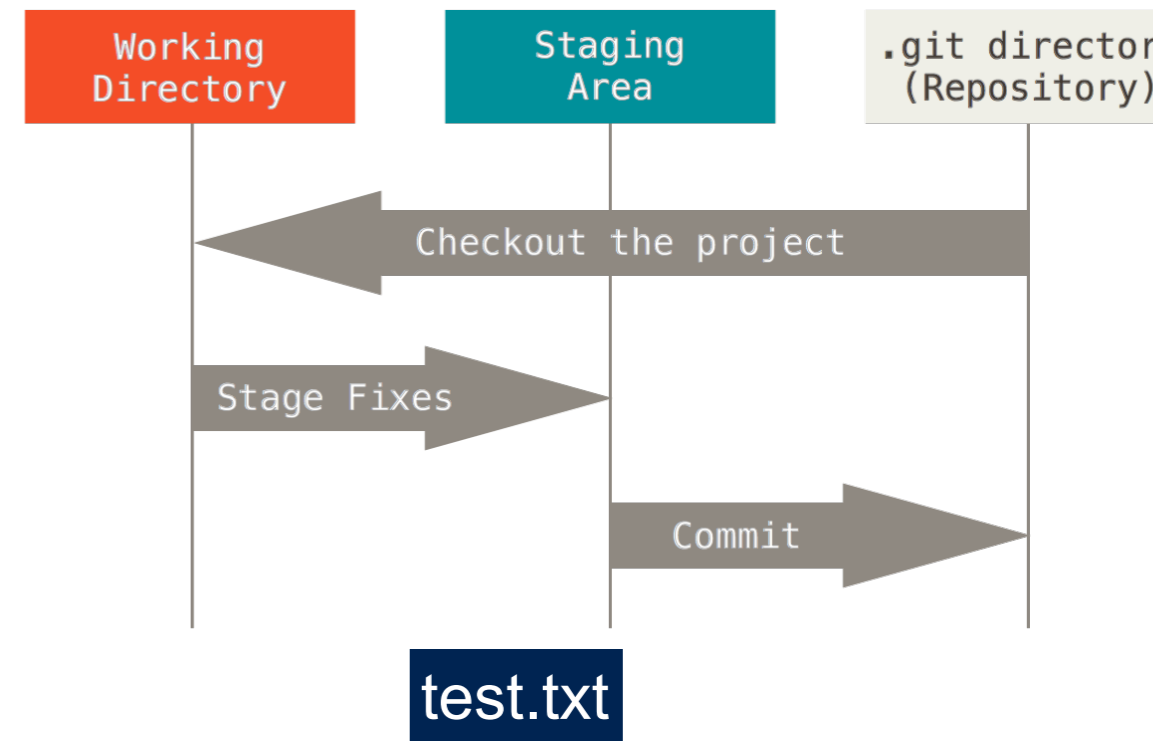 Working
Directory
Staging
Area
.git director
(Repository)
Checkout the project
Stage Fixes
Commit
test.txt